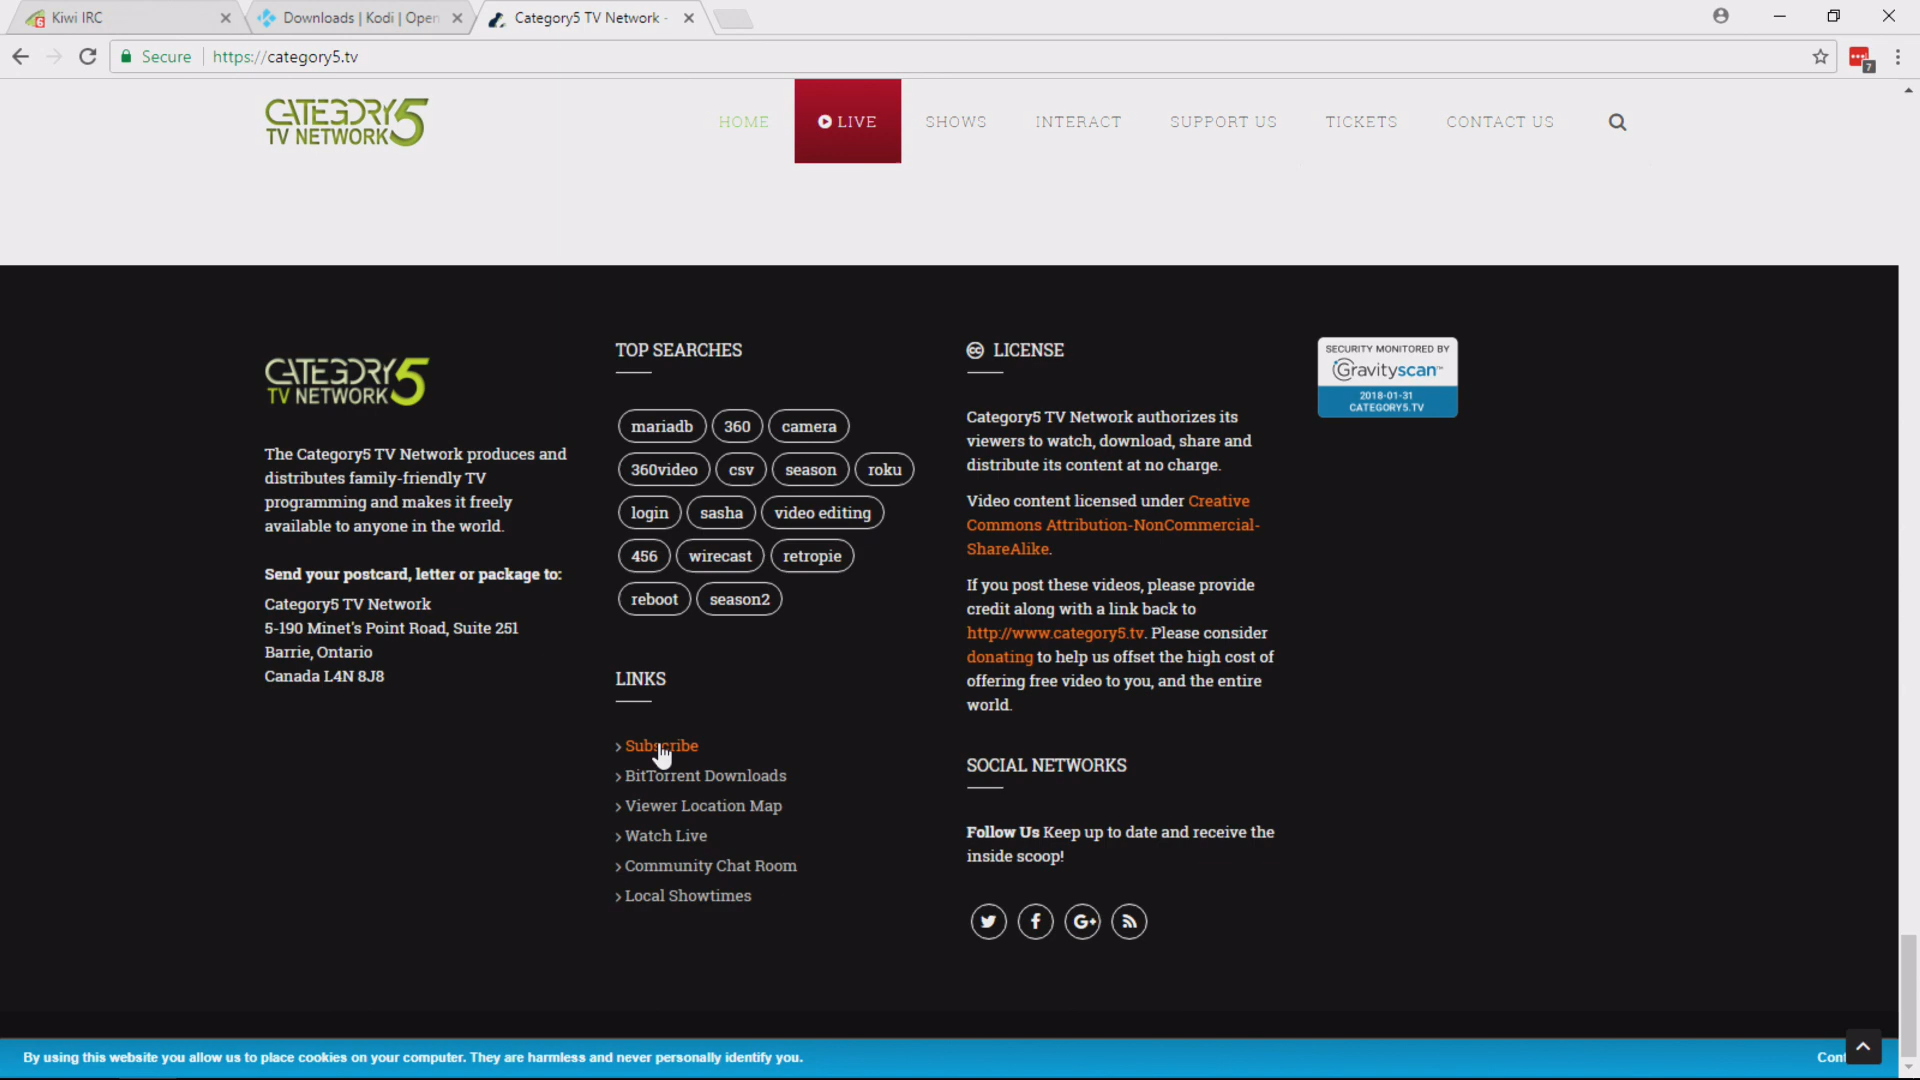 Kiwi IRC
Downloads | Kodi | Open
Category5 TV Network -
Secure
https://category5.tv
7
CATEGORY5
TV NETWORK
HOME
LIVE
SHOWS
INTERACT
SUPPORT US
TICKETS
CONTACT US
CATEGORY5
TV NETWORK
The Category5 TV Network produces and
distributes family-friendly TV
programming and makes it freely
available to anyone in the world.
Send your postcard, letter or package to:
Category5 TV Network
5-190 Minet's Point Road, Suite 251
Barrie, Ontario
Canada L4N 8J8
TOP SEARCHES
mariadb 360 camera
360video csv season roku
login sasha video editing
456 wirecast retropie
reboot season2
LINKS
Subscribe
BitTorrent Downloads
Viewer Location Map
Watch Live
Community Chat Room
Local Showtimes
LICENSE
Category5 TV Network authorizes its
viewers to watch, download, share and
distribute its content at no charge.
Video content licensed under Creative
Commons Attribution-NonCommercial-
ShareAlike.
If you post these videos, please provide
credit along with a link back to
http://www.category5.tv. Please consider
donating to help us offset the high cost of
offering free video to you, and the entire
world.
SOCIAL NETWORKS
Follow Us Keep up to date and receive the
inside scoop!
SECURITY MONITORED BY
Gravityscan™
2018-01-31
CATEGORY5.TV
By using this website you allow us to place cookies on your computer. They are harmless and never personally identify you.
Cont